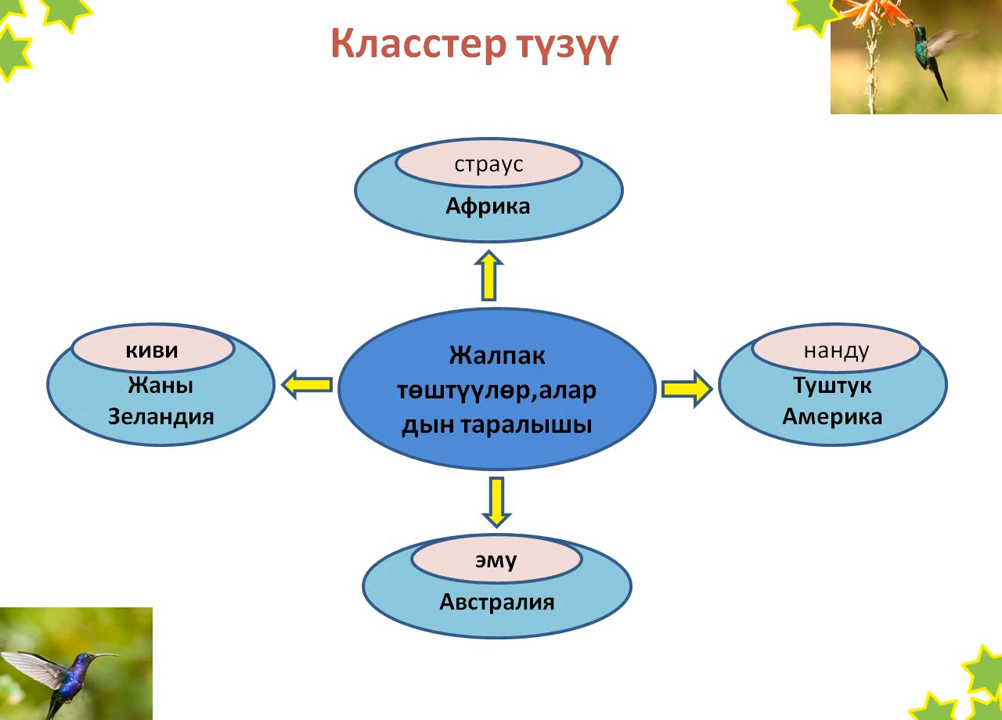 Класстер түзүү
страус
Африка
киви
Жаны
Зеландия
Жалпак
төштүүлөр,алар
дын таралышы
нанду
Туштук
Америка
эму
Австралия